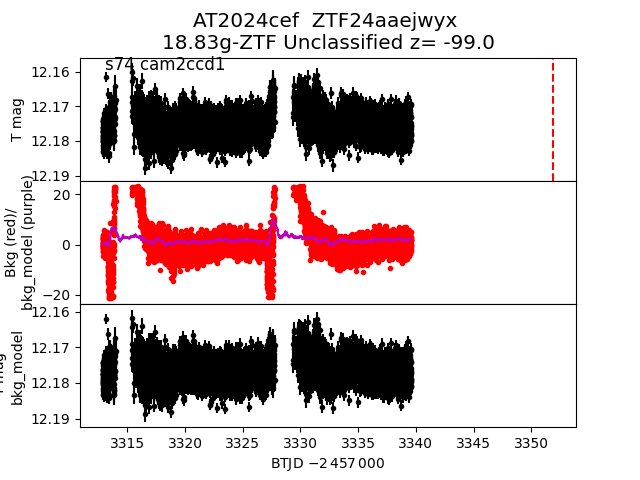 AT2024cef ZTF24aaejwyx
18.83g-ZTF Unclassified z= -99.0
s74 cam2ccd1
12.16
12.17
12.18
12.19
T mag
20
0
−20
Bkg (red)/
bkg_model (purple)
12.16
12.17
12.18
12.19
mag
bkg_model
3315 3320 3325 3330 3335 3340 3345 3350
BTJD −2 457 000